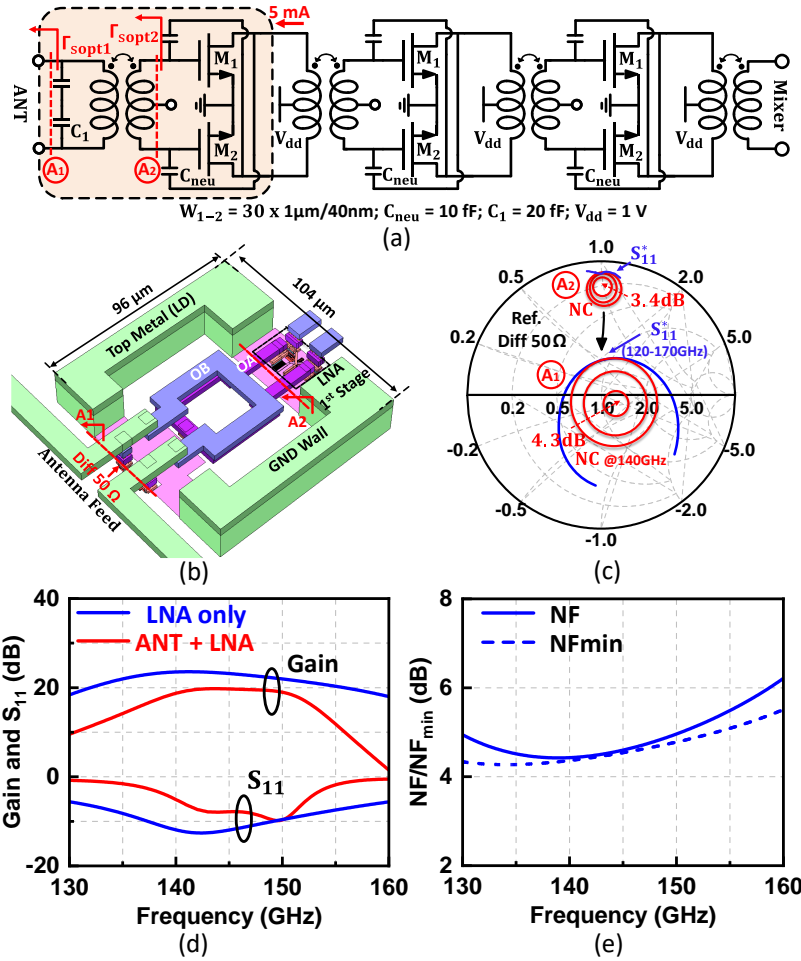 Γsopt1
Γsopt2
5 mA
ANT
C1
A1
A2
M1
M2
Cneu
Vdd
M1
M2
Cneu
Vdd
M1
M2
Cneu
Vdd
Mixer
W1−2 = 30 x 1μm/40nm; Cneu = 10 fF; C1 = 20 fF; Vdd = 1 V
(a)
96 μm
104 μm
Top Metal (LD)
OB
OA
LNA
1st Stage
A1
A2
Diff 50 Ω
GND Wall
Antenna Feed
(b)
1.0
0.5
2.0
0.2
5.0
S*11
A2
3.4dB
NC
Ref.
Diff 50Ω
S*11
(120-170GHz)
A1
0.2
0.5
1.0
2.0
5.0
4.3dB
NC @140GHz
-0.2
-5.0
-0.5
-2.0
-1.0
(c)
40
20
0
-20
Gain and S11 (dB)
LNA only
ANT + LNA
Gain
S11
130
140
150
160
Frequency (GHz)
(d)
8
6
4
2
NF/NFmin (dB)
NF
NFmin
130
140
150
160
Frequency (GHz)
(e)